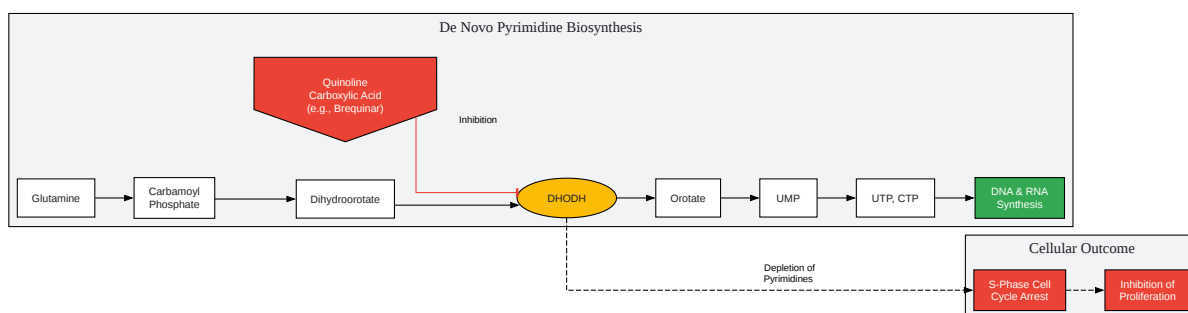 De Novo Pyrimidine Biosynthesis
Quinoline
Carboxylic Acid
(e.g., Brequinar)
Inhibition
Glutamine
Carbamoyl
Phosphate
Dihydroorotate
DHODH
Orotate
UMP
UTP, CTP
DNA & RNA
Synthesis
Depletion of
Pyrimidines
Cellular Outcome
S-Phase Cell
Cycle Arrest
Inhibition of
Proliferation